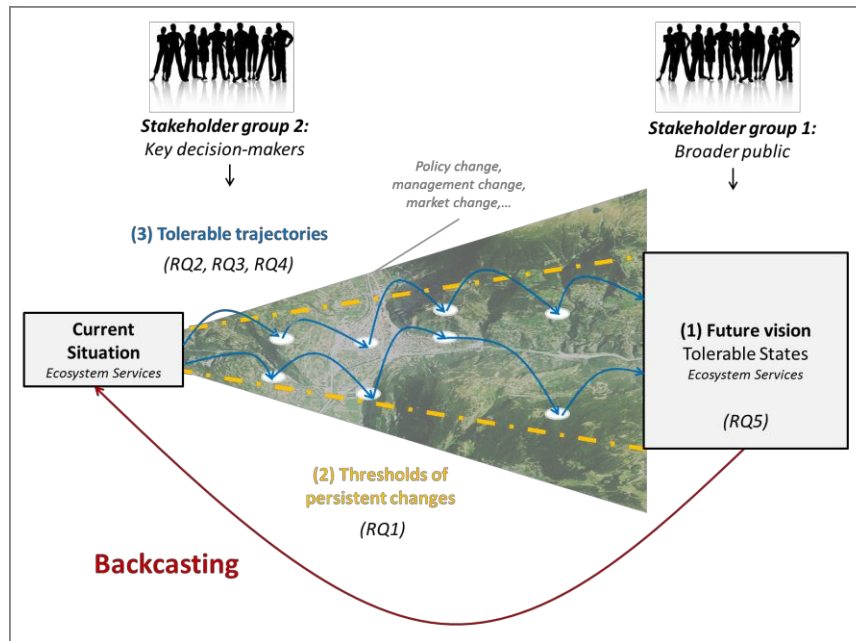 Stakeholder group 2:
Key decision-makers
Stakeholder group 1:
Broader public
Policy change,
management change,
market change,...
(3) Tolerable trajectories
(RQ2, RQ3, RQ4)
Current
Situation
Ecosystem Services
(1) Future vision
Tolerable States
Ecosystem Services
(RQ5)
(2) Thresholds of
persistent changes
(RQ1)
Backcasting